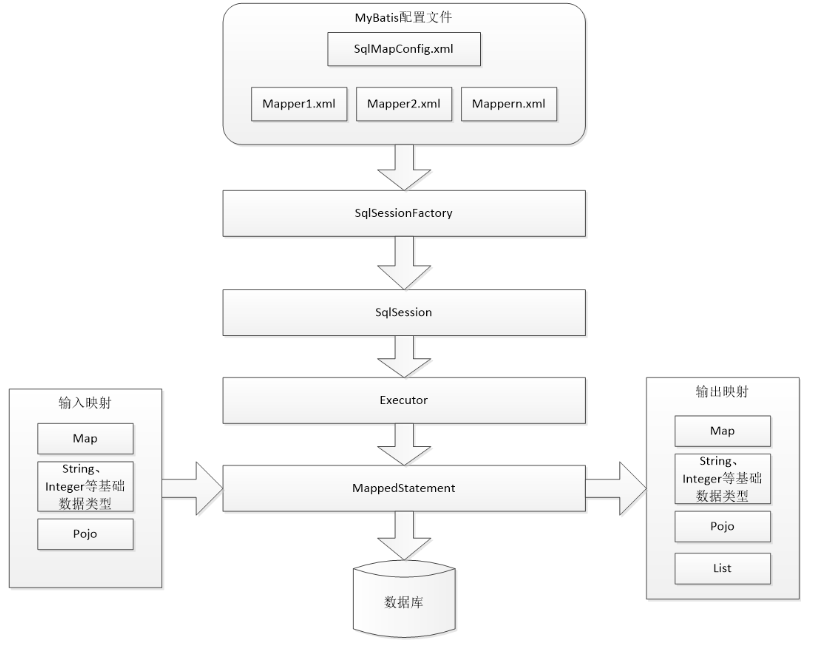 MyBatis配置文件
SqlMapConfig.xml
Mapper1.xml
Mapper2.xml
Mappern.xml
SqlSessionFactory
SqlSession
Executor
输入映射
Map
String、
Integer等基础
数据类型
Pojo
MappedStatement
输出映射
Map
String、
Integer等基础
数据类型
Pojo
List
数据库